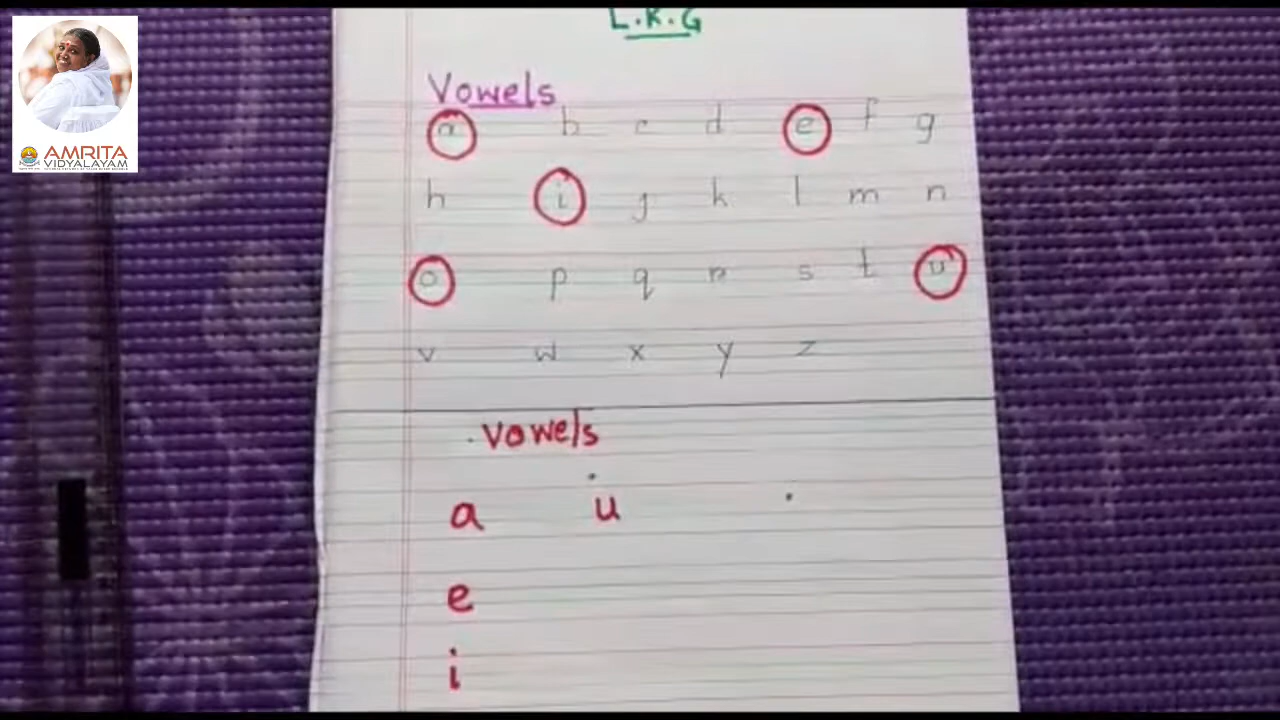 L.K.G
Vowels
a b c d e f g
h i j k l m n
o p q r s t u
v w x y z
Vowels
a u
e
i
AMRITA
VIDYALAYAM